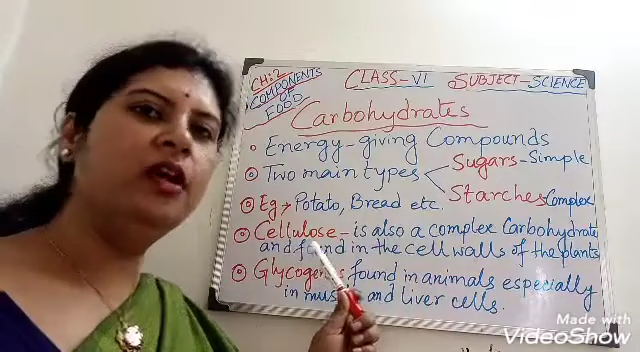 CH:2
COMPONENTS
OF
FOOD
CLASS-VI SUBJECT-SCIENCE
Carbohydrates
Energy-giving Compounds
Two main types
Sugars-Simple
Starches Complex
Eg → Potato, Bread etc.
Cellulose - is also a complex Carbohydrate
and found in the cell walls of the plants
found in animals especially
in and liver cells.
Made with
VideoShow